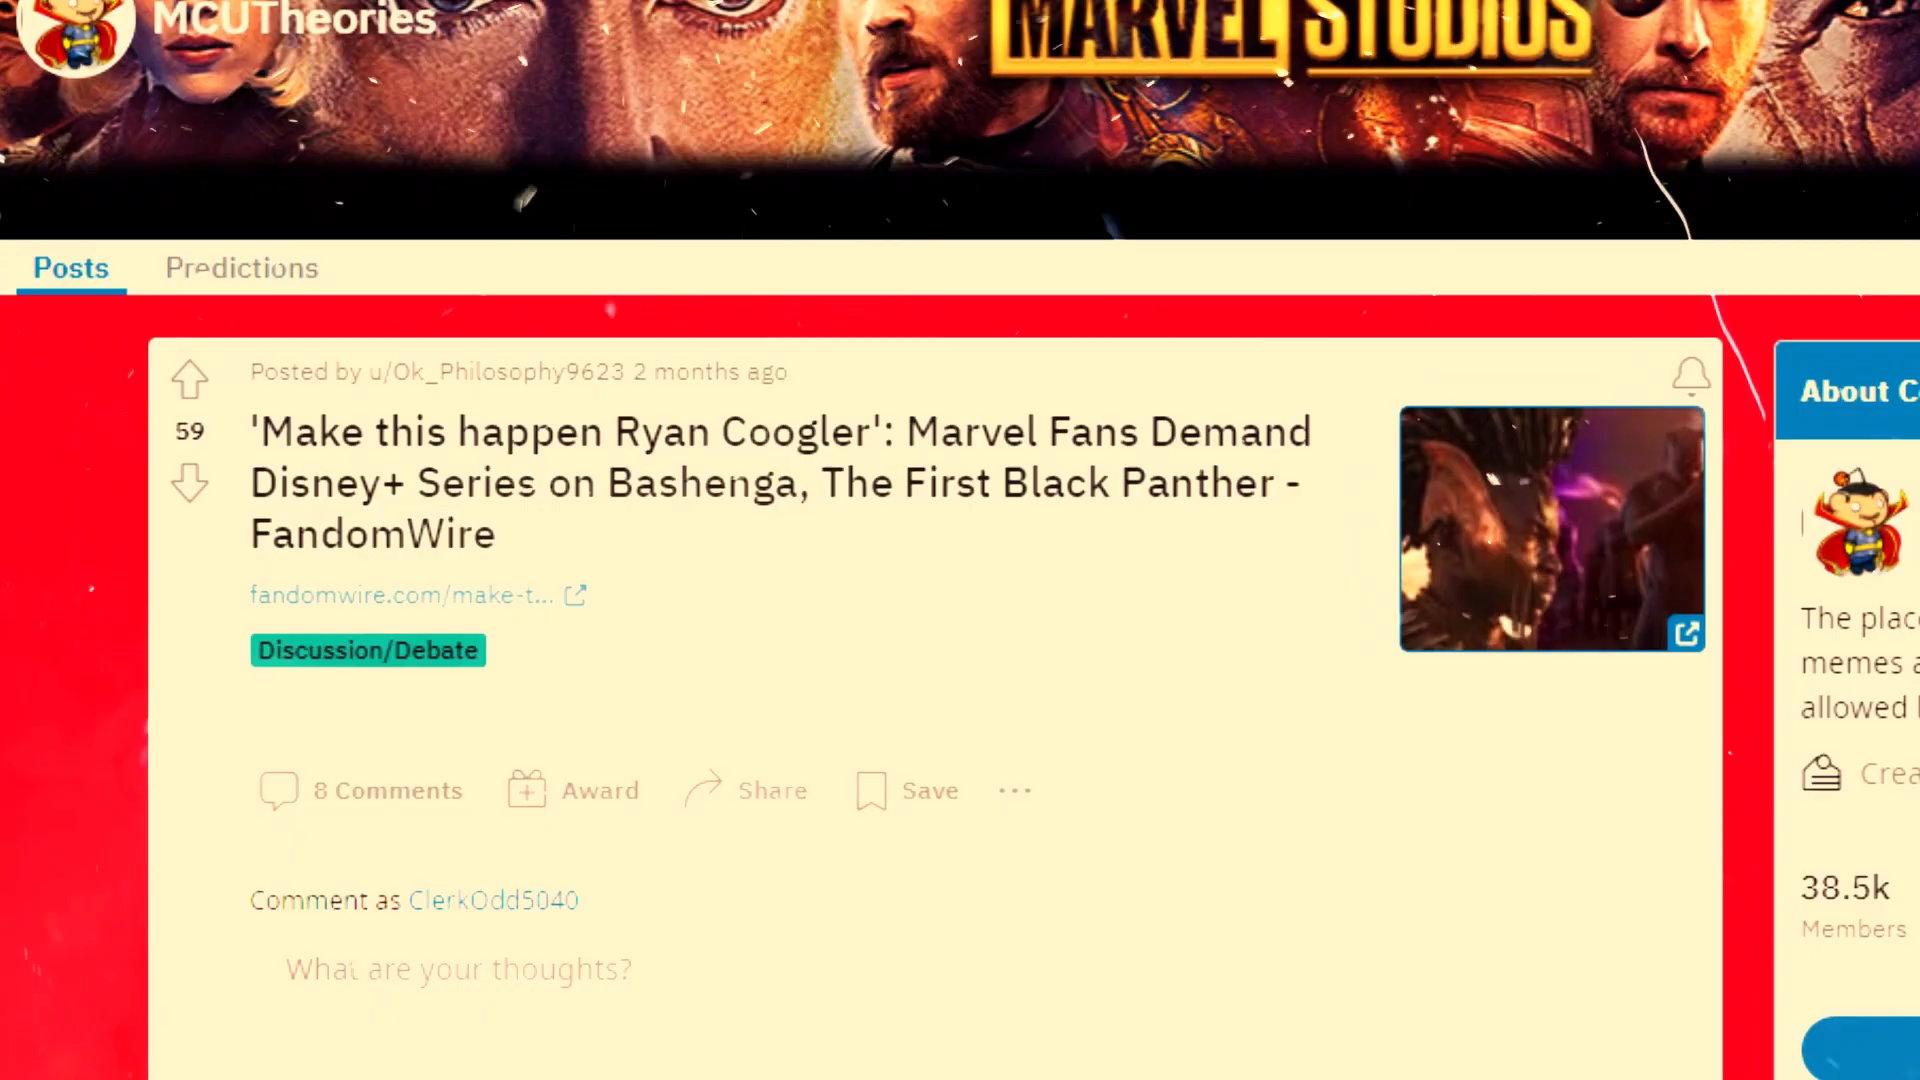 MCUTheories
MARVEL STUDIOS
Posts
Predictions
Posted by u/Ok_Philosophy9623 2 months ago
59
'Make this happen Ryan Coogler': Marvel Fans Demand
Disney+ Series on Bashenga, The First Black Panther -
FandomWire
fandomwire.com/make-t...
Discussion/Debate
8 Comments
Award
Share
Save
Comment as ClerkOdd5040
What are your thoughts?
About
The
memes
allowed
38.5k
Members